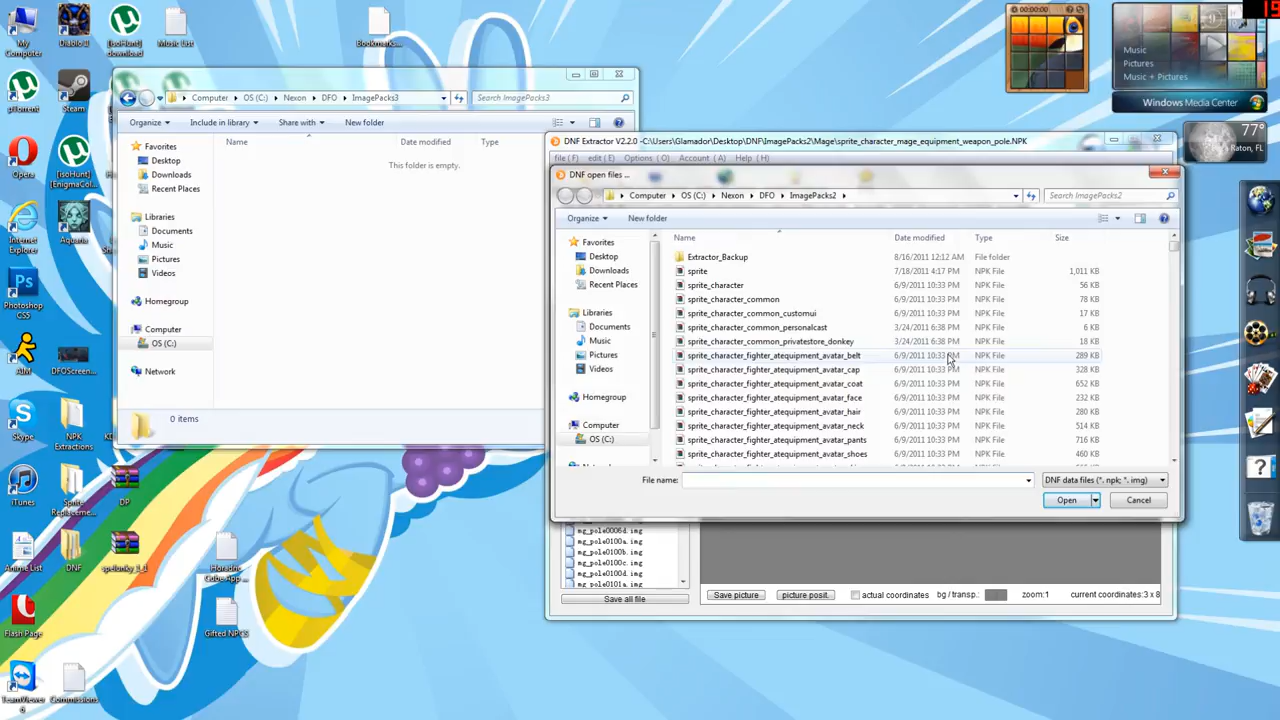 My Computer
Diablo 2
[isoHunt] download
Music List
Bookmark...
µTorrent
Steam
Opera
[EnigmaCol...
Internet Explorer
Aquaria
Photoshop CS5
AIM
DFOScreen...
Skype
NPK Extractions
iTunes
Sprite Replaceme...
DP
Anime List
DNF
spelunky_1_1
Horadric Cube App...
Flash Page
Gifted NPCs
TeamViewer 6
Commissions
Computer
OS (C:)
Nexon
DFO
ImagePacks3
Search ImagePacks3
Organize
Include in library
Share with
New folder
Name
Date modified
Type
This folder is empty.
Favorites
Desktop
Downloads
Recent Places
Libraries
Documents
Music
Pictures
Videos
Homegroup
Computer
OS (C:)
Network
0 items
DNF Extractor V2.2.0 -C:\Users\Glamador\Desktop\DNF\ImagePacks2\Mage\sprite_character_mage_equipment_weapon_pole.NPK
file (F) edit (E) Options (O) Account (A) Help (H)
DNF open files ...
Computer
OS (C:)
Nexon
DFO
ImagePacks2
Search ImagePacks2
Organize
New folder
Favorites
Desktop
Downloads
Recent Places
Libraries
Documents
Music
Pictures
Videos
Homegroup
Computer
OS (C:)
Name Date modified Type Size
Extractor_Backup 8/16/2011 12:12 AM File folder
sprite 7/18/2011 4:17 PM NPK File 1,011 KB
sprite_character 6/9/2011 10:33 PM NPK File 56 KB
sprite_character_common 6/9/2011 10:33 PM NPK File 78 KB
sprite_character_common_customui 6/9/2011 10:33 PM NPK File 17 KB
sprite_character_common_personalcast 3/24/2011 6:38 PM NPK File 6 KB
sprite_character_common_privatestore_donkey 3/24/2011 6:38 PM NPK File 18 KB
sprite_character_fighter_atequipment_avatar_belt 6/9/2011 10:33 PM NPK File 289 KB
sprite_character_fighter_atequipment_avatar_cap 6/9/2011 10:33 PM NPK File 328 KB
sprite_character_fighter_atequipment_avatar_coat 6/9/2011 10:33 PM NPK File 652 KB
sprite_character_fighter_atequipment_avatar_face 6/9/2011 10:33 PM NPK File 232 KB
sprite_character_fighter_atequipment_avatar_hair 6/9/2011 10:33 PM NPK File 280 KB
sprite_character_fighter_atequipment_avatar_neck 6/9/2011 10:33 PM NPK File 514 KB
sprite_character_fighter_atequipment_avatar_pants 6/9/2011 10:33 PM NPK File 716 KB
sprite_character_fighter_atequipment_avatar_shoes 6/9/2011 10:33 PM NPK File 460 KB
File name:
DNF data files (*. npk; *. img)
Open
Cancel
mg_pole0006d.img
mg_pole0100a.img
mg_pole0100b.img
mg_pole0100c.img
mg_pole0100d.img
mg_pole0101a.img
Save all file
Save picture
picture posit.
actual coordinates
bg / transp.:
zoom:1
current coordinates:3 x 8
00:00:00
Music
Pictures
Music + Pictures
Windows Media Center
77°
Raton, FL
19